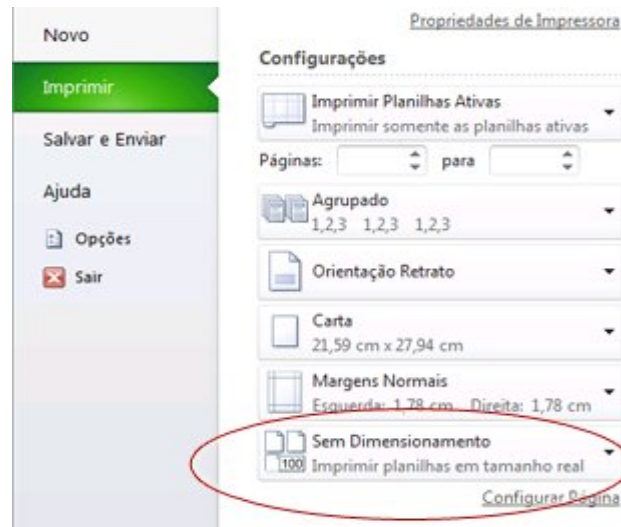 Novo
Imprimir
Salvar e Enviar
Ajuda
Opções
Sair
Propriedades de Impressora
Configurações
Imprimir Planilhas Ativas
Imprimir somente as planilhas ativas
Páginas: para
Agrupado
1,2,3 1,2,3 1,2,3
Orientação Retrato
Carta
21,59 cm x 27,94 cm
Margens Normais
Esquerda: 1,78 cm Direita: 1,78 cm
Sem Dimensionamento
100 Imprimir planilhas em tamanho real
Configurar Página